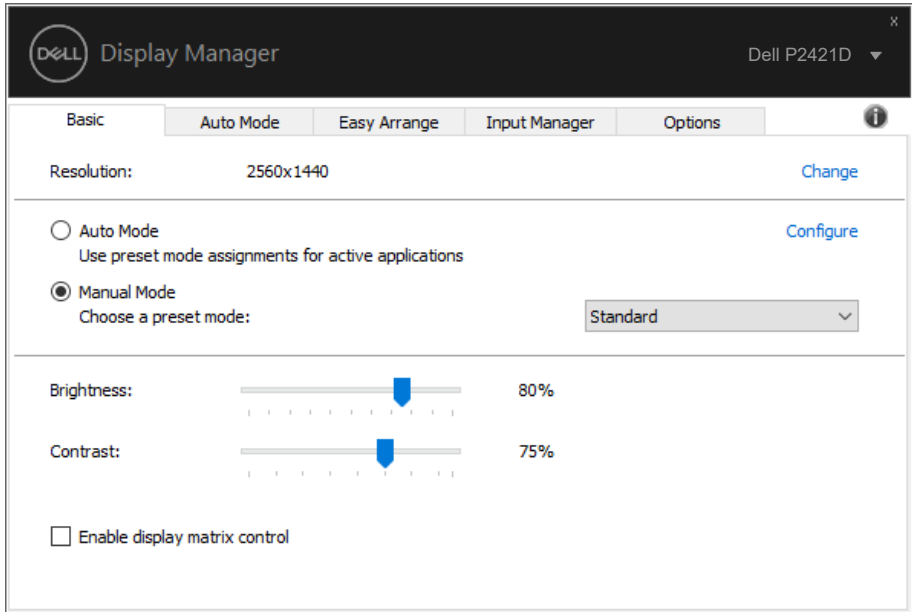 x
DELL Display Manager
Dell P2421D
Basic Auto Mode Easy Arrange Input Manager Options
Resolution: 2560x1440 Change
Auto Mode Configure
Use preset mode assignments for active applications
Manual Mode
Choose a preset mode: Standard
Brightness: 80%
Contrast: 75%
Enable display matrix control